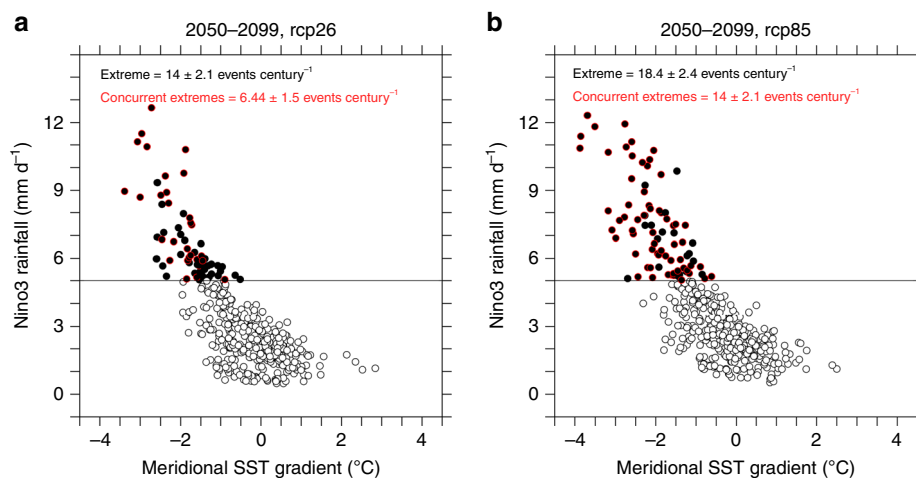 a
2050–2099, rcp26
Extreme = 14 ± 2.1 events century⁻¹
Concurrent extremes = 6.44 ± 1.5 events century⁻¹
Nino3 rainfall (mm d⁻¹)
12
9
6
3
0
−4
−2
0
2
4
Meridional SST gradient (°C)
b
2050–2099, rcp85
Extreme = 18.4 ± 2.4 events century⁻¹
Concurrent extremes = 14 ± 2.1 events century⁻¹
Nino3 rainfall (mm d⁻¹)
12
9
6
3
0
−4
−2
0
2
4
Meridional SST gradient (°C)